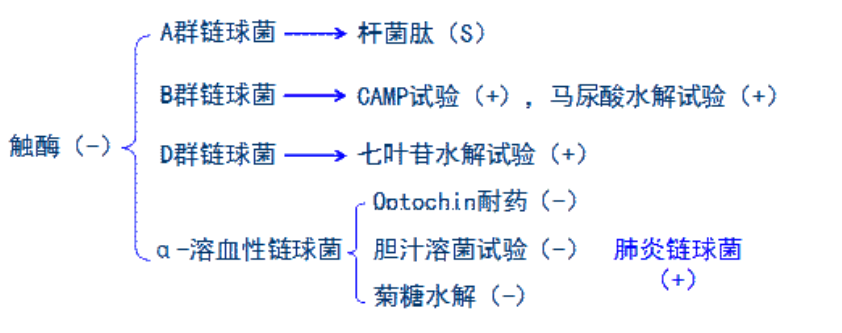 A群链球菌 杆菌肽（S）
B群链球菌 CAMP试验（+），马尿酸水解试验（+）
触酶（-）
D群链球菌 七叶苷水解试验（+）
Optochin耐药（-）
α-溶血性链球菌 胆汁溶菌试验（-） 肺炎链球菌
（+）
菊糖水解（-）